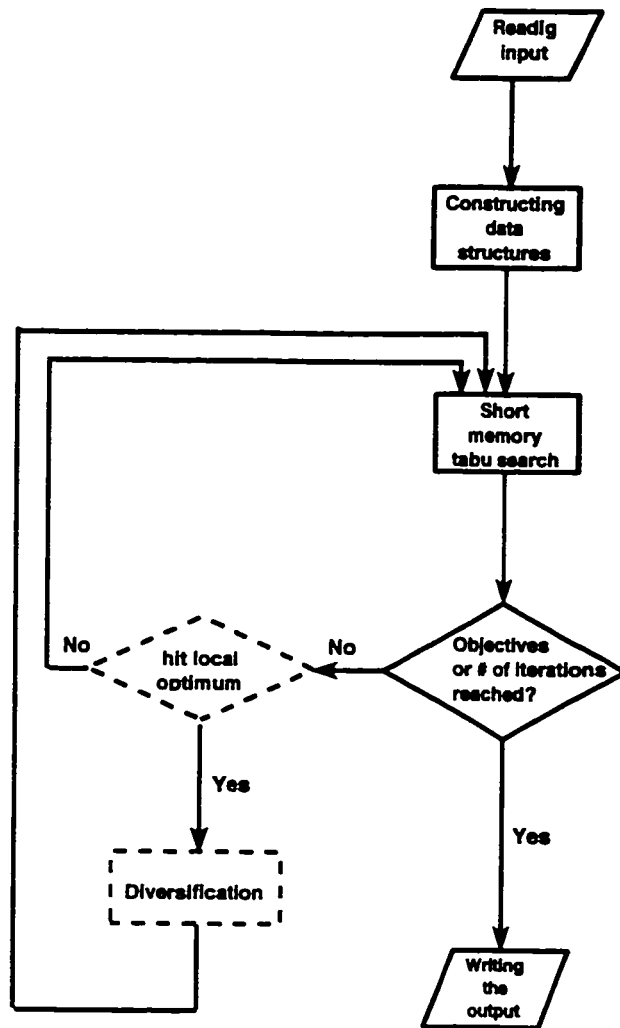 Readig
input
Constructing
data
structures
Short
memory
tabu search
Objectives
or # of iterations
reached?
No
hit local
optimum
No
Yes
Yes
Diversification
Writing
the
output